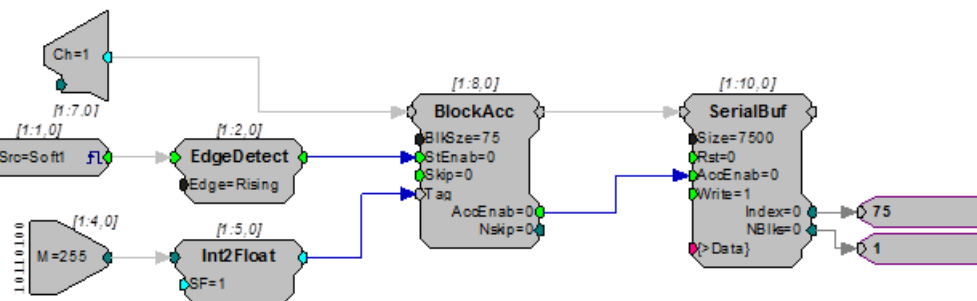 Ch=1
[1:7,0]
[1:1,0]
Src=Soft1
[1:2,0]
EdgeDetect
Edge=Rising
[1:4,0]
10110100
M=255
[1:5,0]
Int2Float
SF=1
[1:8,0]
BlockAcc
BlkSze=75
StEnab=0
Skip=0
Tag
AccEnab=0
Nskip=0
[1:10,0]
SerialBuf
Size=7500
Rst=0
AccEnab=0
Write=1
Index=0
NBlks=0
{>Data}
75
1